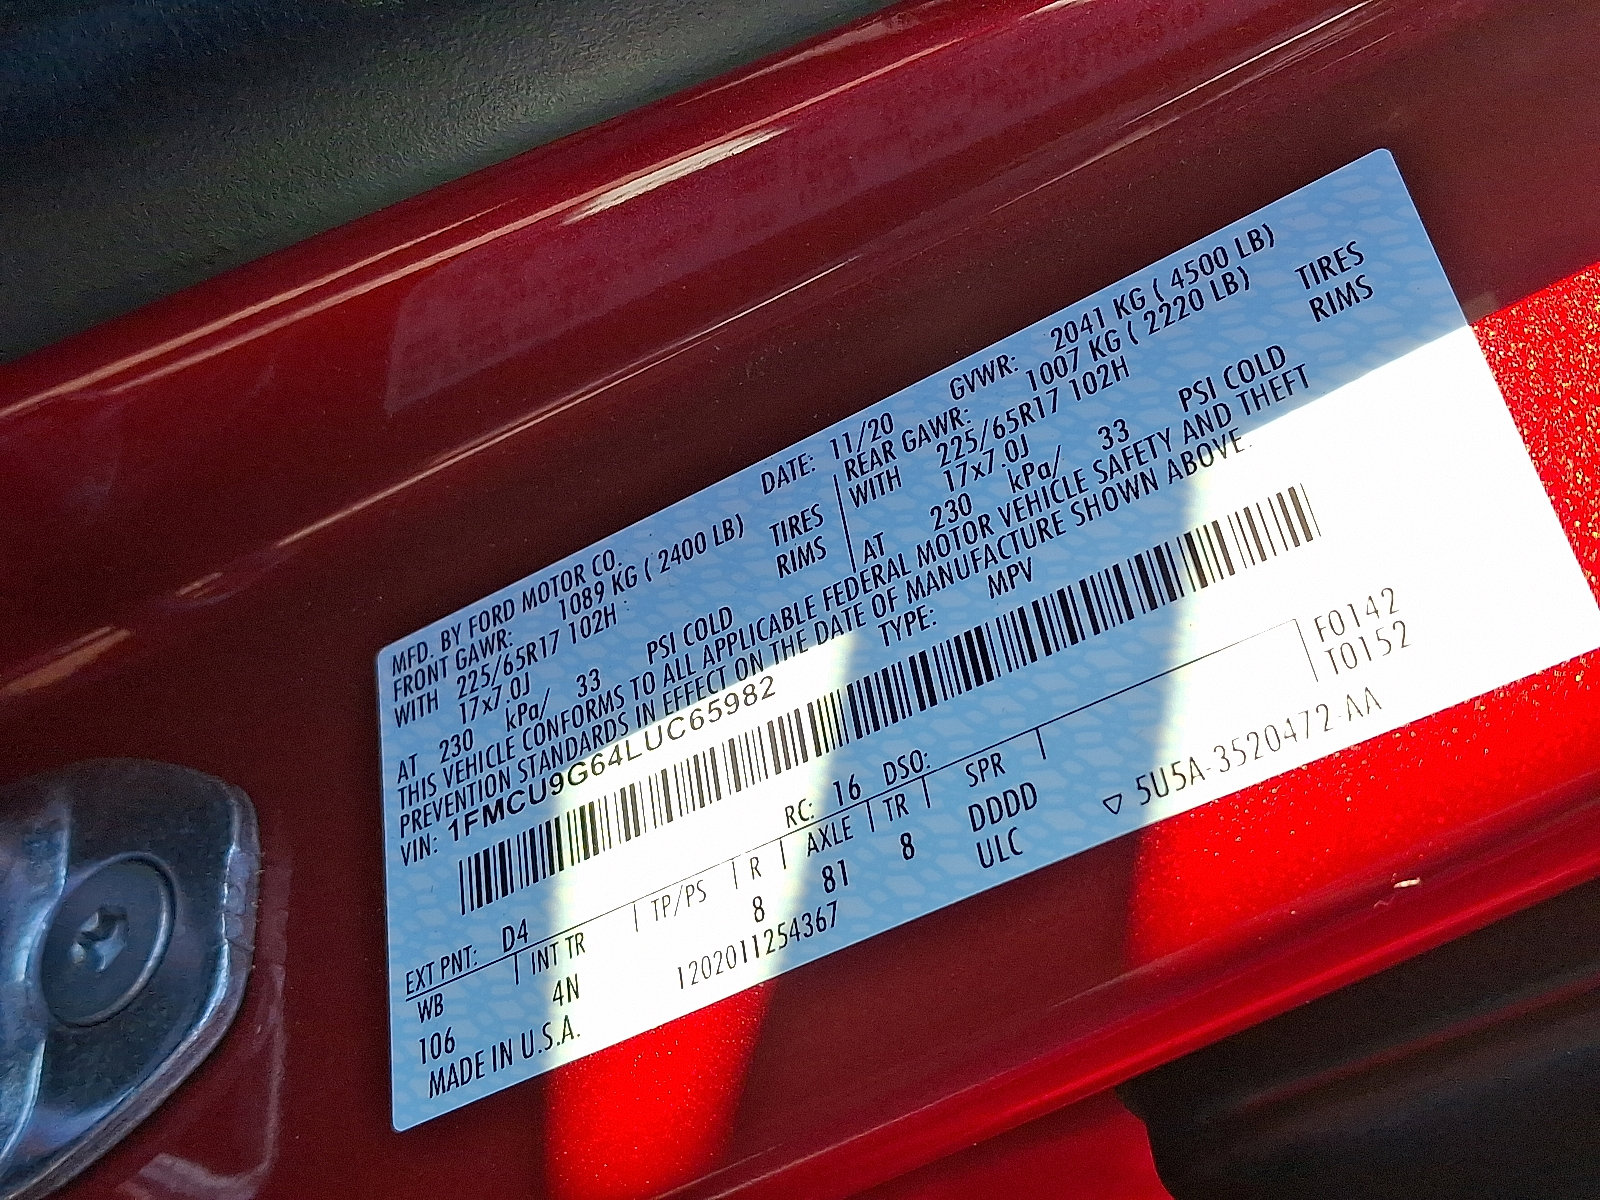 MFD. BY FORD MOTOR CO. DATE: 11/20 GVWR: 2041 KG ( 4500 LB)
FRONT GAWR: 1089 KG ( 2400 LB) REAR GAWR: 1007 KG ( 2220 LB)
WITH 225/65R17 102H TIRES WITH 225/65R17 102H TIRES
17x7.0J RIMS 17x7.0J RIMS
AT 230 kPa/ 33 PSI COLD AT 230 kPa/ 33 PSI COLD
THIS VEHICLE CONFORMS TO ALL APPLICABLE FEDERAL MOTOR VEHICLE SAFETY AND THEFT
PREVENTION STANDARDS IN EFFECT ON THE DATE OF MANUFACTURE SHOWN ABOVE.
VIN: 1FMCU9G64LUC65982 TYPE: MPV
F0142
T0152
EXT PNT: D4 RC: 16 DSO:
WB INT TR TP/PS R AXLE TR SPR
106 4N 8 81 8 DDDD
ULC
MADE IN U.S.A. 1202011254367 5U5A-3520472-AA